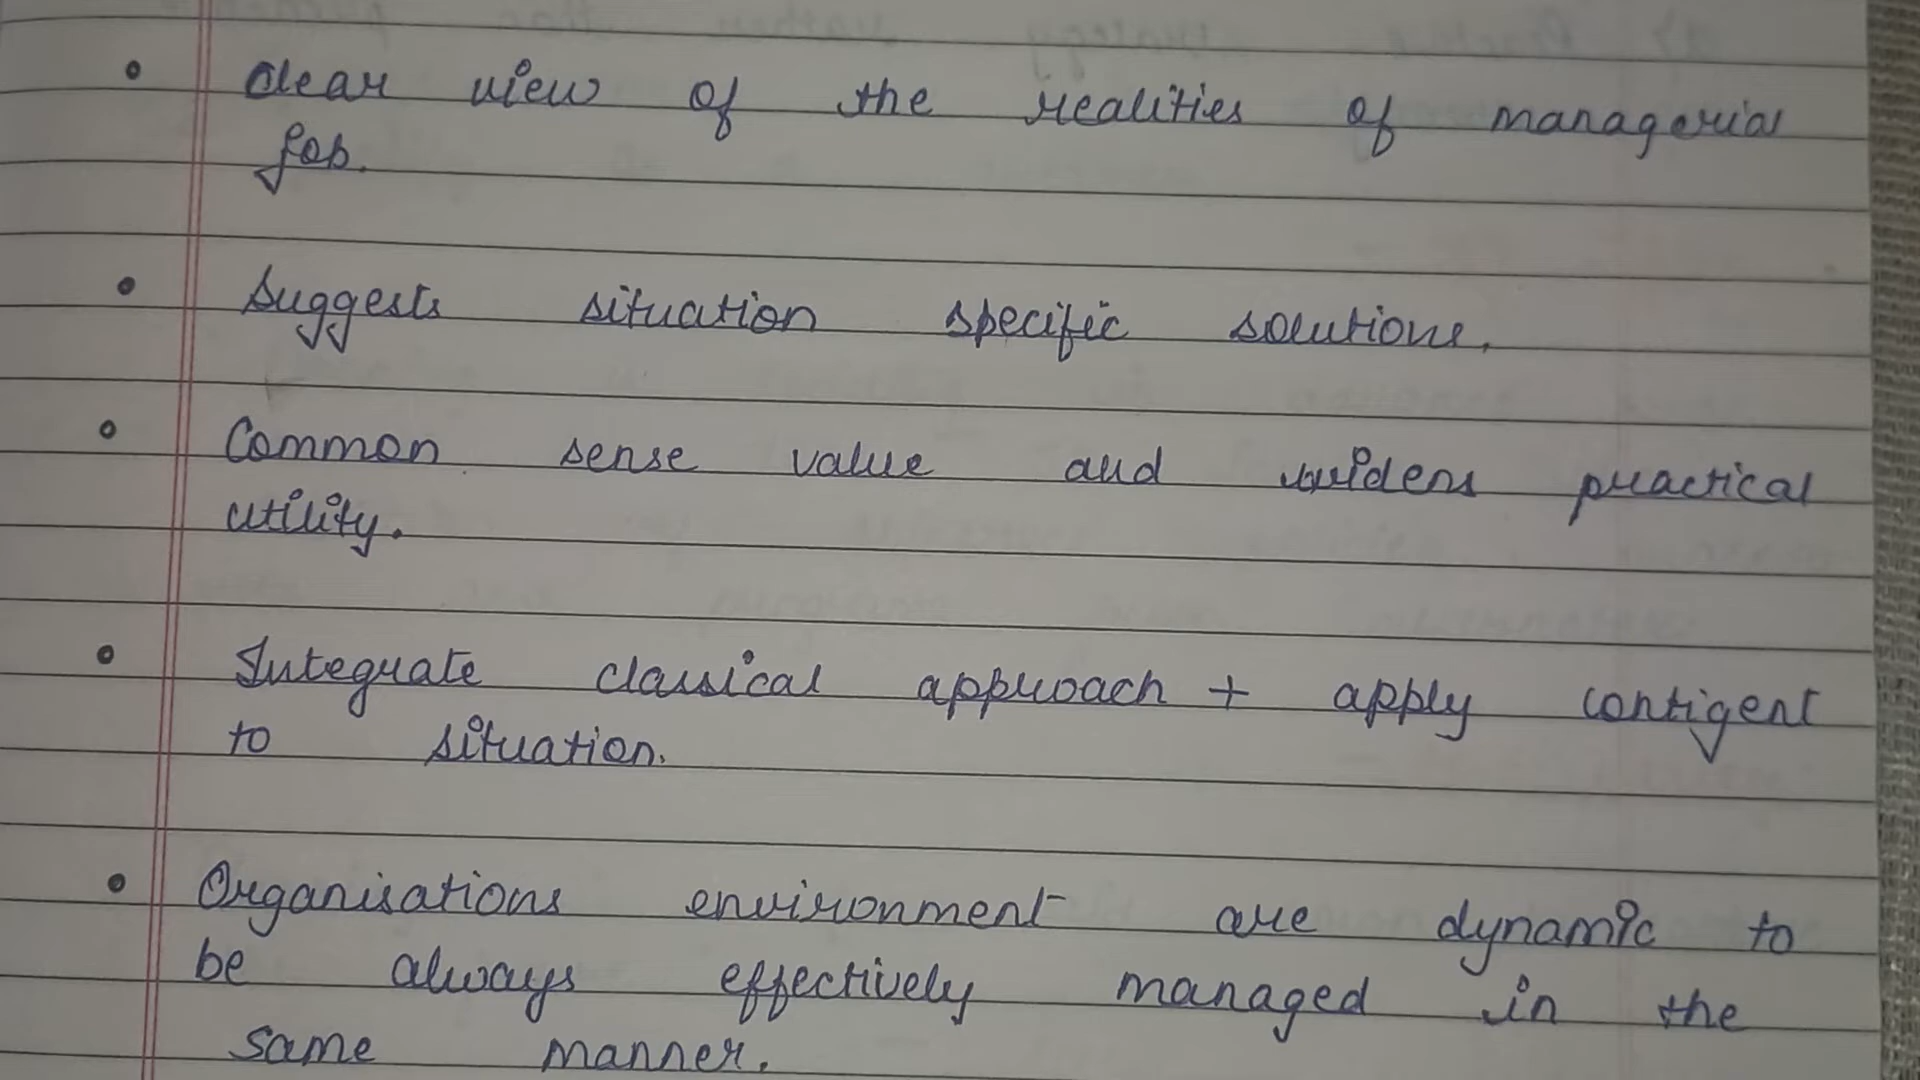 • Clear view of the realities of managerial
job.
• Suggests situation specific solutions.
• Common sense value and widens practical
utility.
• Integrate classical approach + apply contigent
to situation.
• Organisations environment are dynamic to
be always effectively managed in the
same manner.